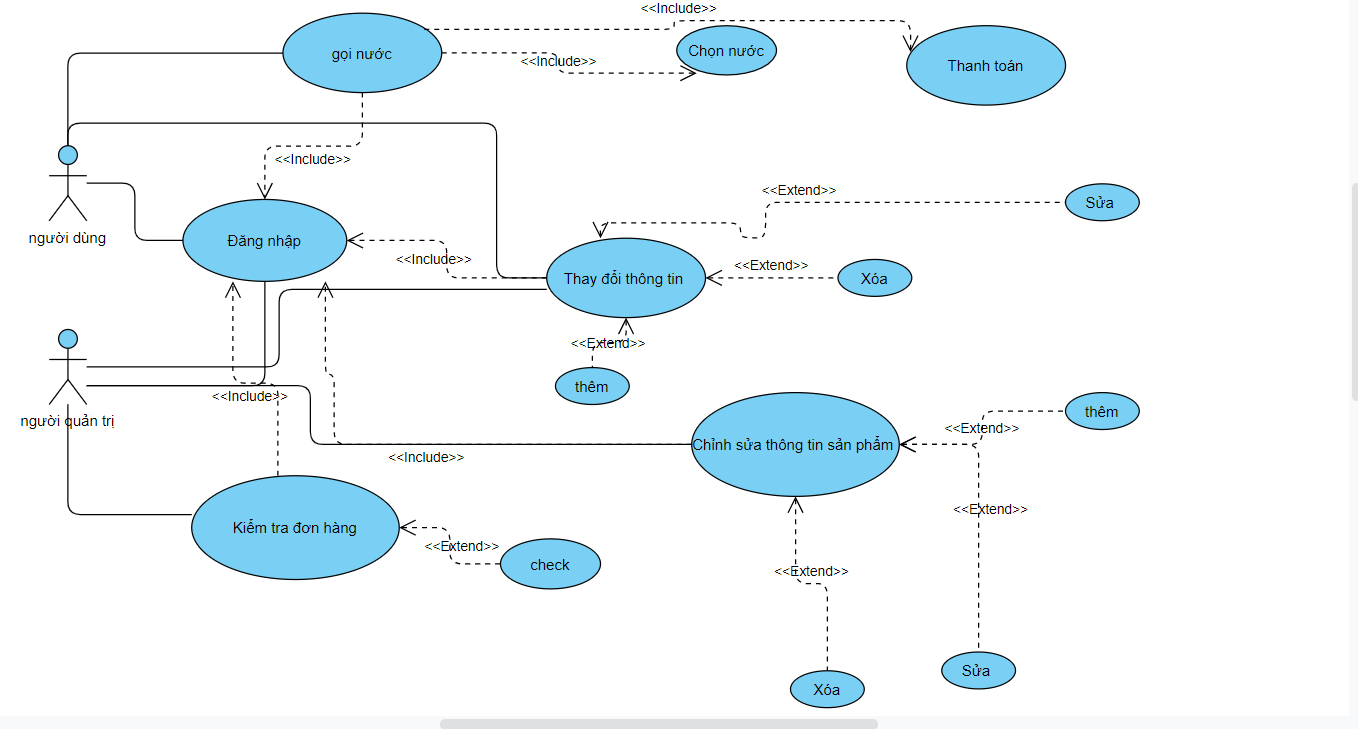 <<Include>>
gọi nước
<<Include>>
Chọn nước
Thanh toán
<<Include>>
người dùng
Đăng nhập
<<Include>>
<<Extend>>
Sửa
<<Extend>>
Thay đổi thông tin
Xóa
<<Extend>>
thêm
người quản trị
<<Include>>
<<Include>>
Chỉnh sửa thông tin sản phẩm
<<Extend>>
thêm
<<Extend>>
Kiểm tra đơn hàng
<<Extend>>
check
<<Extend>>
Xóa
Sửa